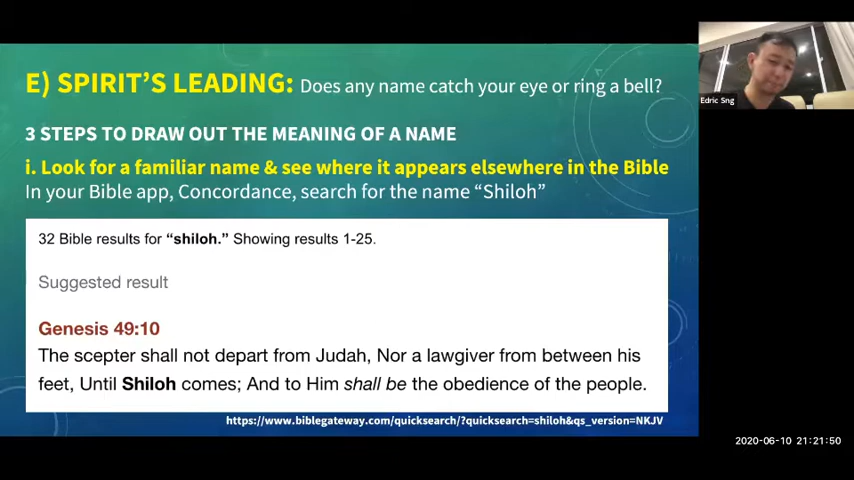 E) SPIRIT'S LEADING: Does any name catch your eye or ring a bell?
3 STEPS TO DRAW OUT THE MEANING OF A NAME
i. Look for a familiar name & see where it appears elsewhere in the Bible
In your Bible app, Concordance, search for the name “Shiloh”
32 Bible results for “shiloh.” Showing results 1-25.
Suggested result
Genesis 49:10
The scepter shall not depart from Judah, Nor a lawgiver from between his
feet, Until Shiloh comes; And to Him shall be the obedience of the people.
https://www.biblegateway.com/quicksearch/?quicksearch=shiloh&qs_version=NKJV
Edric Sng
2020-06-10 21:21:50